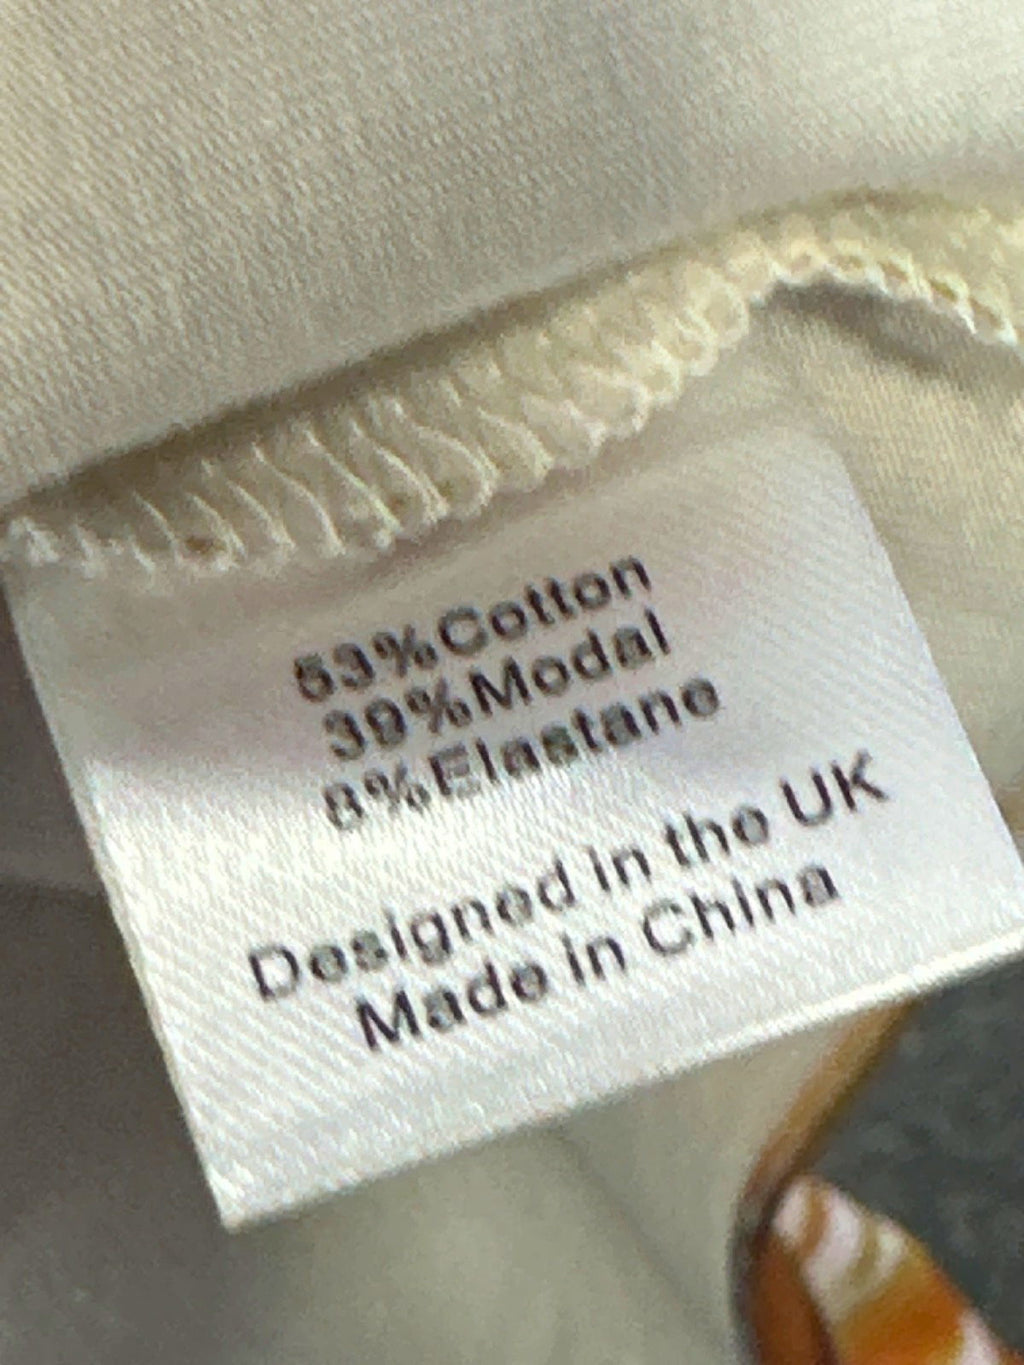 53%Cotton
39%Modal
8%Elastane
Designed in the UK
Made in China